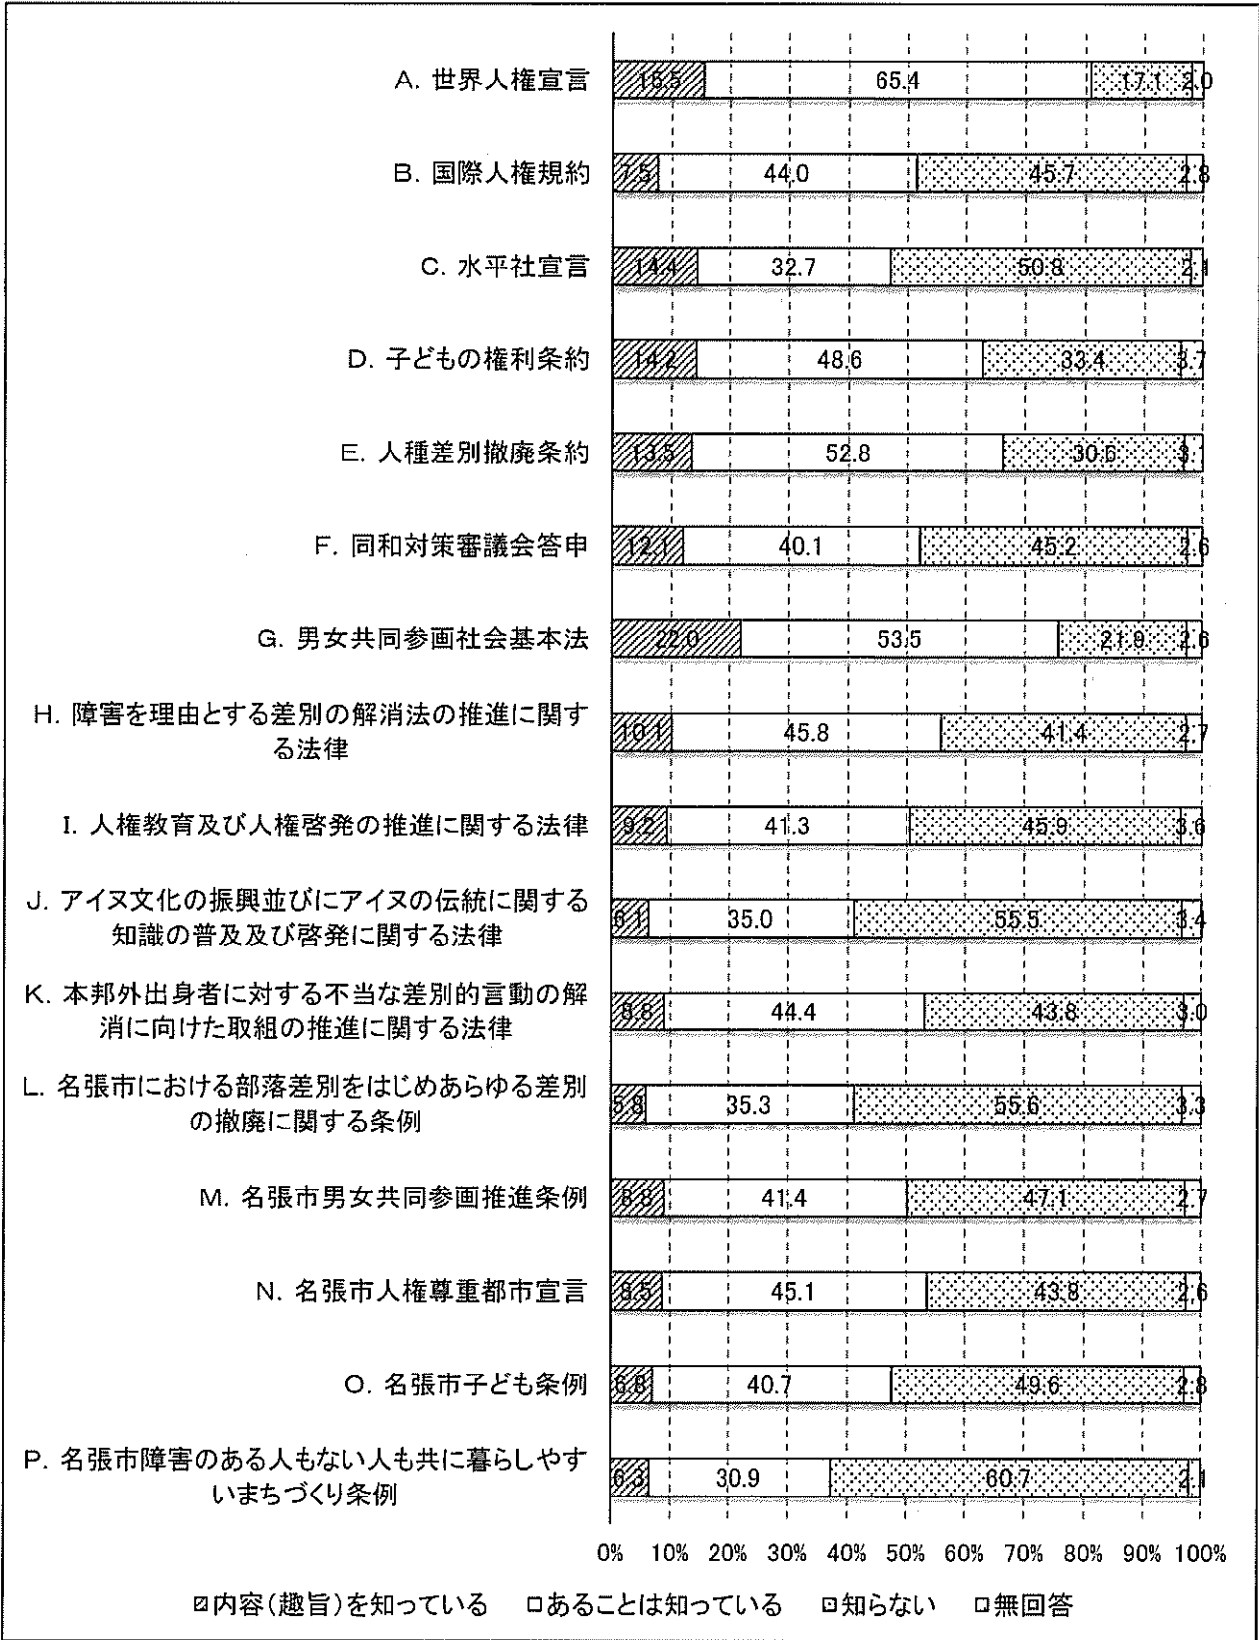 A. 世界人権宣言 15.5 65.4 17.1 2.0
B. 国際人権規約 7.5 44.0 45.7 2.8
C. 水平社宣言 14.4 32.7 50.8 2.1
D. 子どもの権利条約 14.2 48.6 33.4 3.7
E. 人種差別撤廃条約 13.5 52.8 30.6 3.1
F. 同和対策審議会答申 12.1 40.1 45.2 2.6
G. 男女共同参画社会基本法 22.0 53.5 21.9 2.6
H. 障害を理由とする差別の解消法の推進に関す
る法律
10.1 45.8 41.4 2.7
I. 人権教育及び人権啓発の推進に関する法律 9.2 41.3 45.9 3.6
J. アイヌ文化の振興並びにアイヌの伝統に関する
知識の普及及び啓発に関する法律
6.1 35.0 55.5 3.4
K. 本邦外出身者に対する不当な差別的言動の解
消に向けた取組の推進に関する法律
8.8 44.4 43.8 3.0
L. 名張市における部落差別をはじめあらゆる差別
の撤廃に関する条例
5.8 35.3 55.6 3.3
M. 名張市男女共同参画推進条例 8.8 41.4 47.1 2.7
N. 名張市人権尊重都市宣言 8.5 45.1 43.8 2.6
O. 名張市子ども条例 6.8 40.7 49.6 2.8
P. 名張市障害のある人もない人も共に暮らしやす
いまちづくり条例
6.3 30.9 60.7 2.1
0% 10% 20% 30% 40% 50% 60% 70% 80% 90% 100%
内容(趣旨)を知っている あることは知っている 知らない 無回答